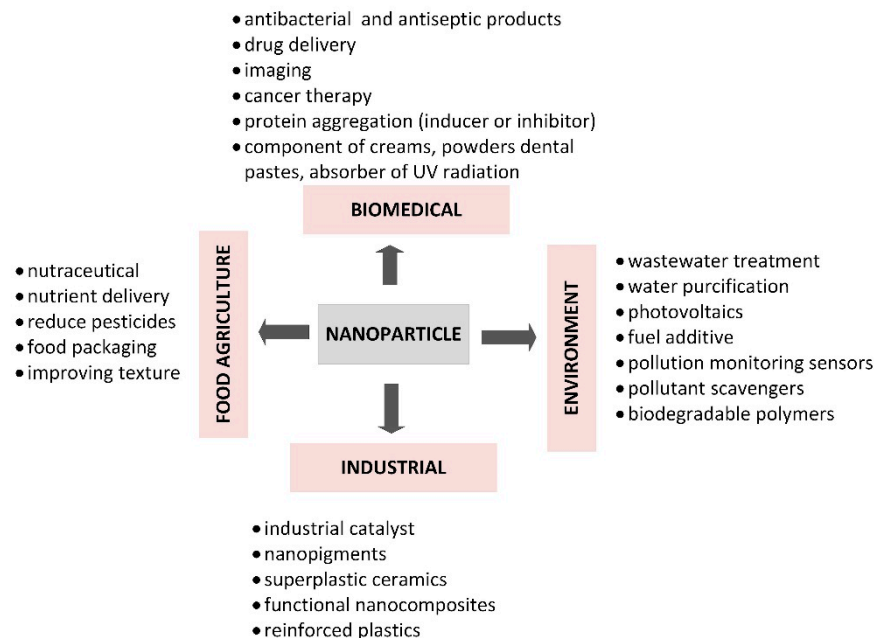 • antibacterial and antiseptic products
• drug delivery
• imaging
• cancer therapy
• protein aggregation (inducer or inhibitor)
• component of creams, powders dental
pastes, absorber of UV radiation
BIOMEDICAL
FOOD AGRICULTURE
• nutraceutical
• nutrient delivery
• reduce pesticides
• food packaging
• improving texture
NANOPARTICLE
ENVIRONMENT
• wastewater treatment
• water purcification
• photovoltaics
• fuel additive
• pollution monitoring sensors
• pollutant scavengers
• biodegradable polymers
INDUSTRIAL
• industrial catalyst
• nanopigments
• superplastic ceramics
• functional nanocomposites
• reinforced plastics